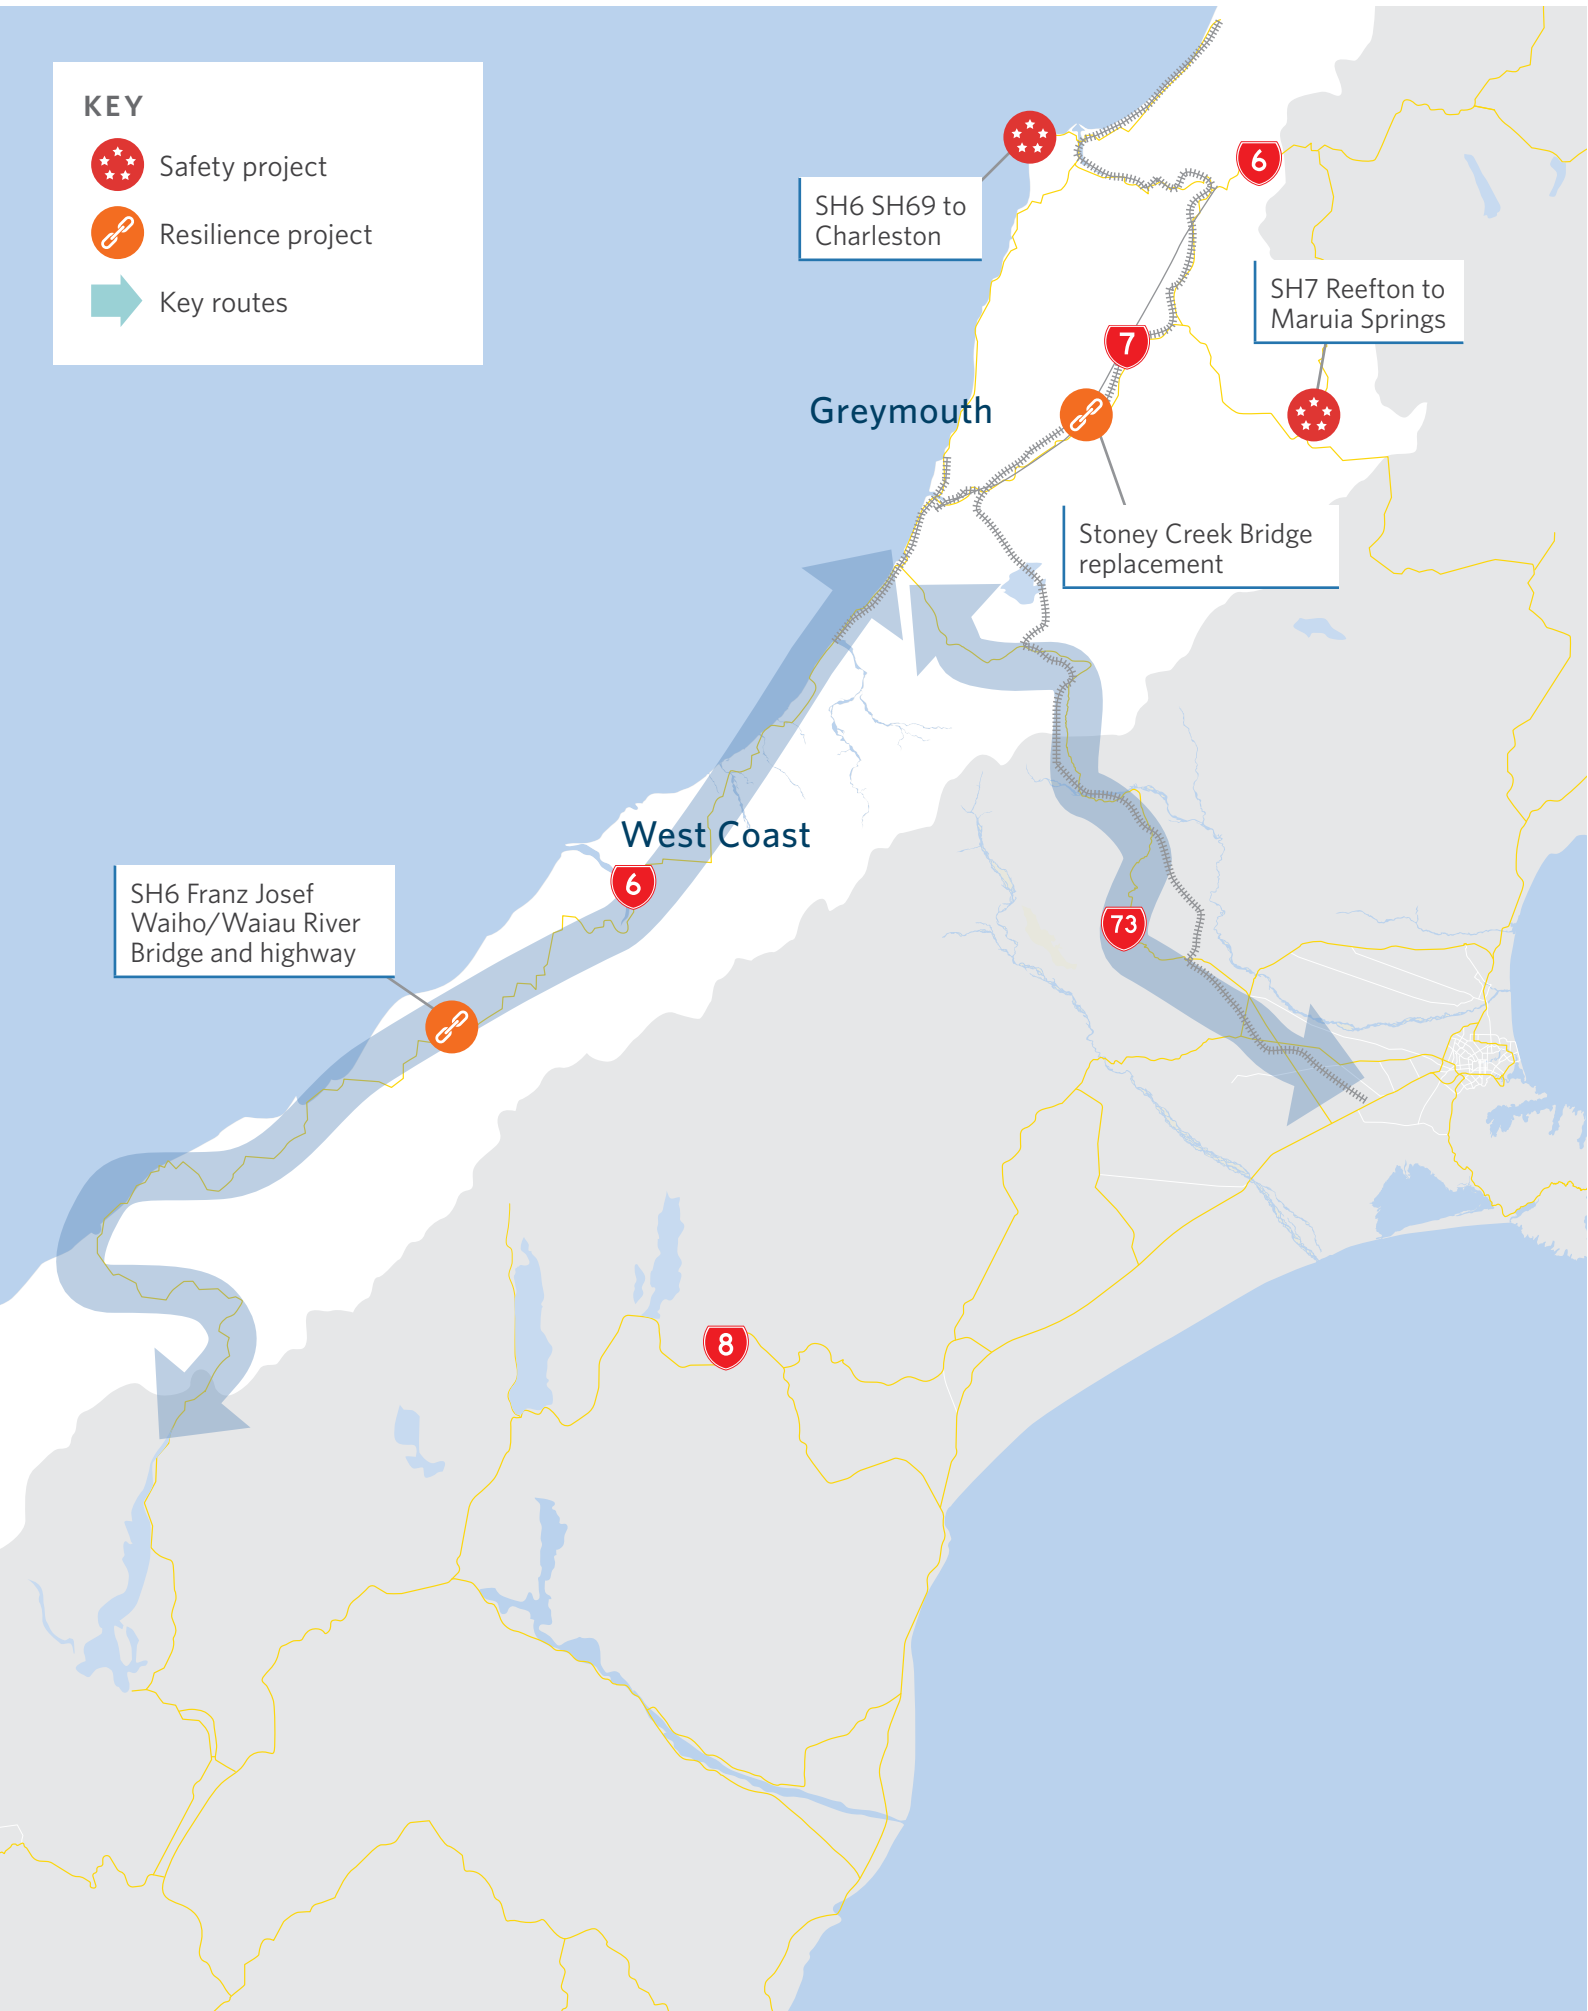 KEY
Safety project
Resilience project
Key routes
6
SH6 SH69 to
Charleston
SH7 Reefton to
Maruia Springs
7
Greymouth
Stoney Creek Bridge
replacement
West Coast
6
SH6 Franz Josef
Waiho/Waiau River
Bridge and highway
73
8